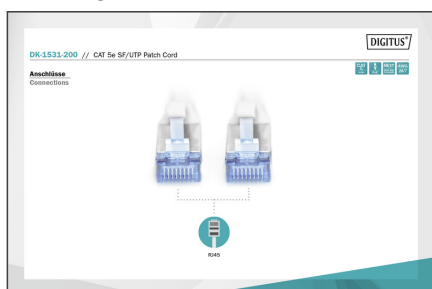 DIGITUS®
DK-1531-200 // CAT 5e SF/UTP Patch Cord
Anschlüsse
Connections
RJ45